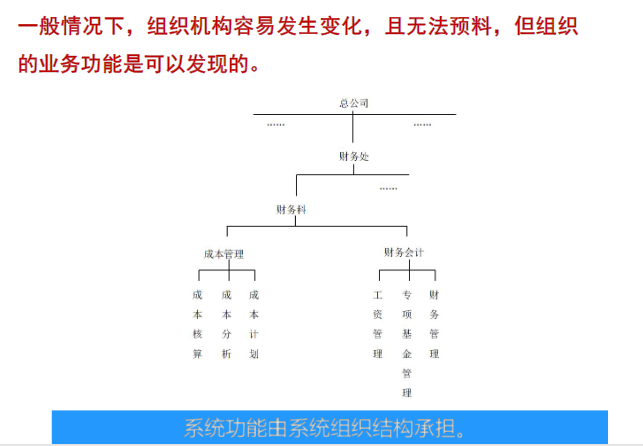 一般情况下，组织机构容易发生变化，且无法预料，但组织
的业务功能是可以发现的。
总公司
······ ······
财务处
······
财务科
成本管理 财务会计
成本核算 成本分析 成本计划 工资管理 专项基金管理 财务管理
系统功能由系统组织结构承担。